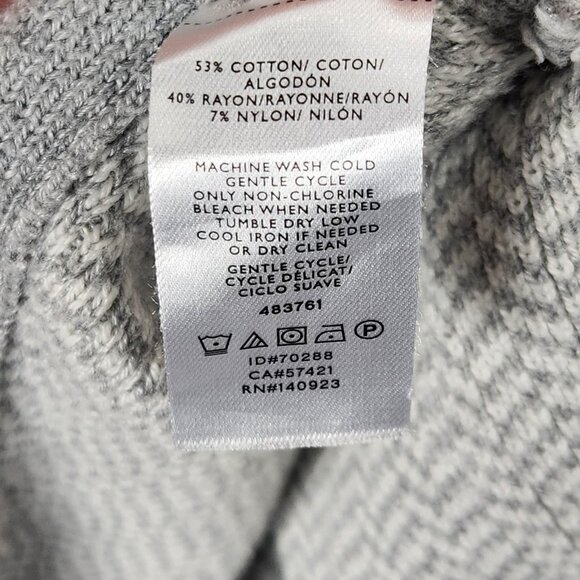 53% COTTON/ COTON/
ALGODÓN
40% RAYON/RAYONNE/RAYÓN
7% NYLON/ NILÓN
MACHINE WASH COLD
GENTLE CYCLE
ONLY NON-CHLORINE
BLEACH WHEN NEEDED
TUMBLE DRY LOW
COOL IRON IF NEEDED
OR DRY CLEAN
GENTLE CYCLE/
CYCLE DÉLICAT/
CICLO SUAVE
483761
P
ID#70288
CA#57421
RN#140923